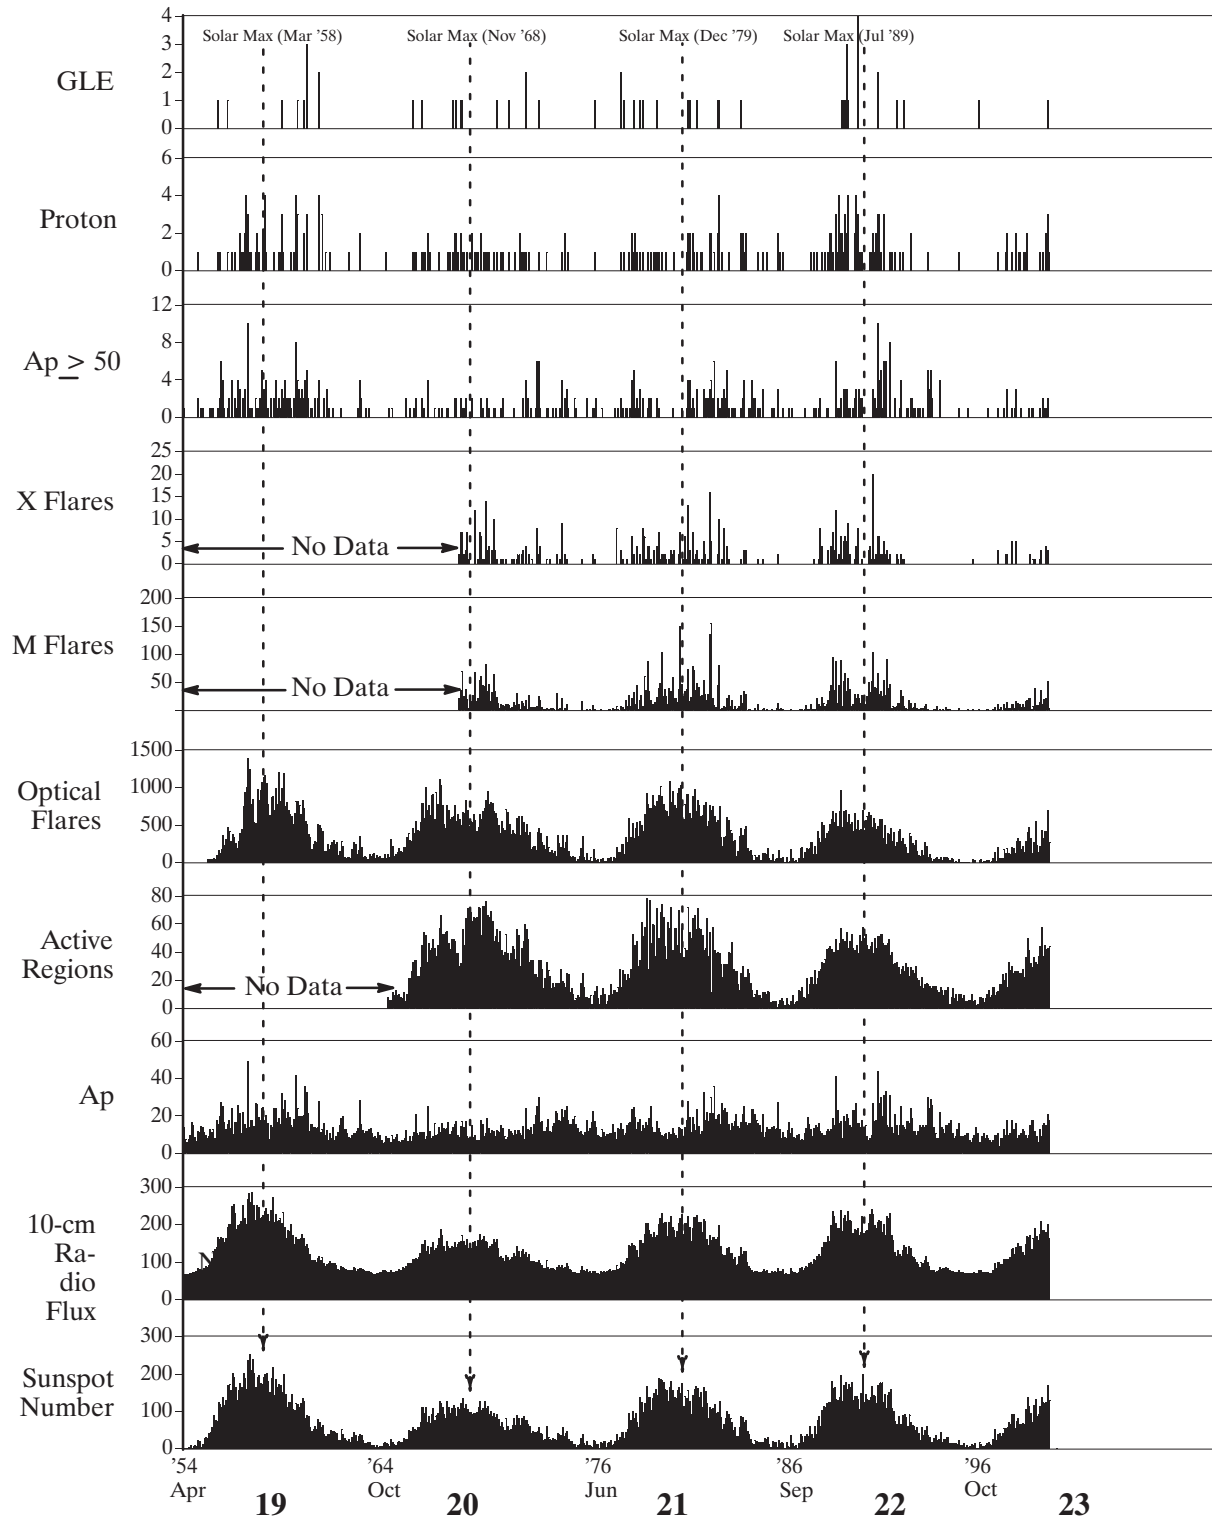 Solar Max (Mar ’58) Solar Max (Nov ’68) Solar Max (Dec ’79) Solar Max (Jul ’89)
GLE
4
3
2
1
0
Proton
6
4
2
0
Ap ≥ 50
12
8
4
0
X Flares
25
20
15
10
5
0
No Data
M Flares
200
150
100
50
No Data
Optical
Flares
1500
1000
500
0
Active
Regions
80
60
40
20
0
No Data
Ap
60
40
20
0
10-cm
Ra-
dio
Flux
300
200
100
0
N
Sunspot
Number
300
200
100
0
’54 ’64 ’76 ’86 ’96
Apr Oct Jun Sep Oct
19 20 21 22 23